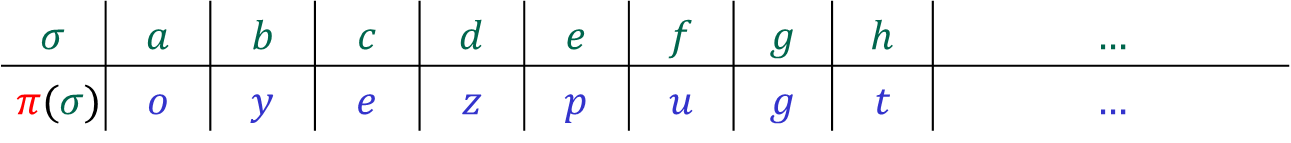 σ a b c d e f g h ...
π(σ) o y e z p u g t ...